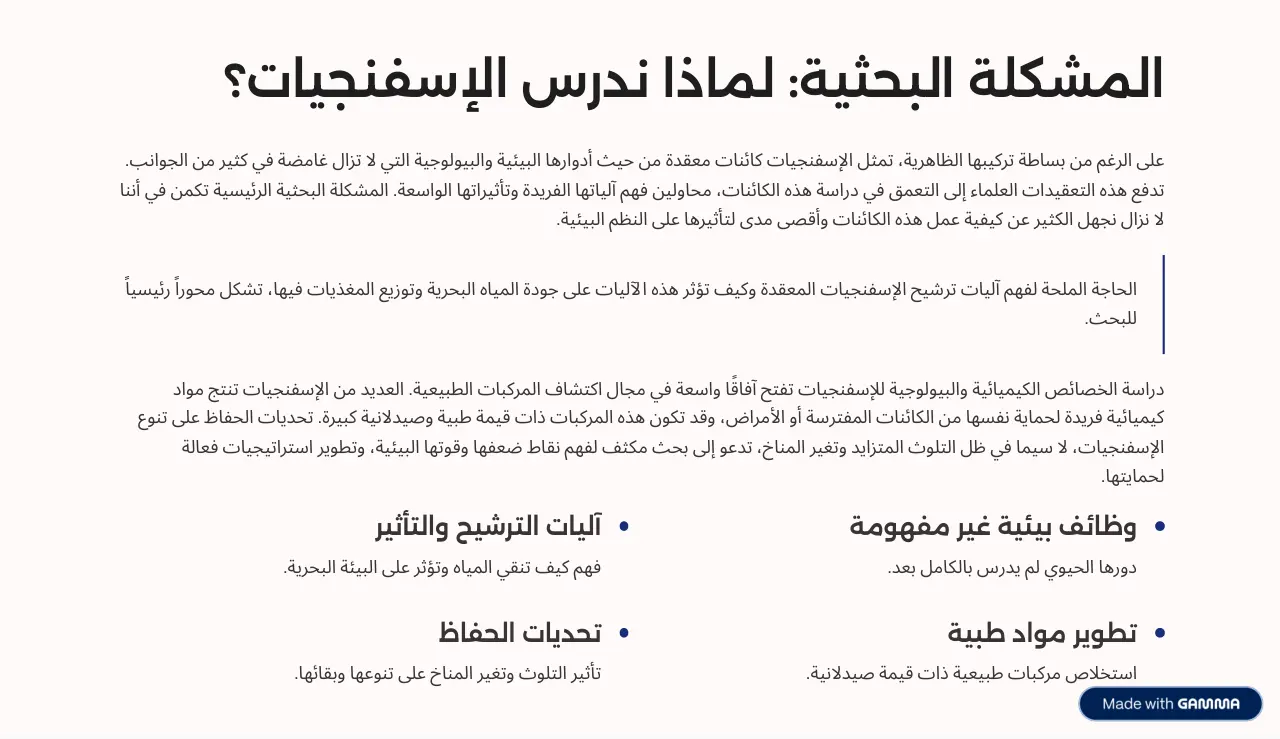 المشكلة البحثية: لماذا ندرس الإسفنجيات؟
على الرغم من بساطة تركيبها الظاهرية، تمثل الإسفنجيات كائنات معقدة من حيث أدوارها البيئية والبيولوجية التي لا تزال غامضة في كثير من الجوانب.
تدفع هذه التعقيدات العلماء إلى التعمق في دراسة هذه الكائنات، محاولين فهم آلياتها الفريدة وتأثيراتها الواسعة. المشكلة البحثية الرئيسية تكمن في أننا
لا نزال نجهل الكثير عن كيفية عمل هذه الكائنات وأقصى مدى لتأثيرها على النظم البيئية.
الحاجة الملحة لفهم آليات ترشيح الإسفنجيات المعقدة وكيف تؤثر هذه الآليات على جودة المياه البحرية وتوزيع المغذيات فيها، تشكل محوراً رئيسياً
للبحث.
دراسة الخصائص الكيميائية والبيولوجية للإسفنجيات تفتح آفاقًا واسعة في مجال اكتشاف المركبات الطبيعية. العديد من الإسفنجيات تنتج مواد
كيميائية فريدة لحماية نفسها من الكائنات المفترسة أو الأمراض، وقد تكون هذه المركبات ذات قيمة طبية وصيدلانية كبيرة. تحديات الحفاظ على تنوع
الإسفنجيات، لا سيما في ظل التلوث المتزايد وتغير المناخ، تدعو إلى بحث مكثف لفهم نقاط ضعفها وقوتها البيئية، وتطوير استراتيجيات فعالة
لحمايتها.
وظائف بيئية غير مفهومة
دورها الحيوي لم يدرس بالكامل بعد.
آليات الترشيح والتأثير
فهم كيف تنقي المياه وتؤثر على البيئة البحرية.
تطوير مواد طبية
استخلاص مركبات طبيعية ذات قيمة صيدلانية.
تحديات الحفاظ
تأثير التلوث وتغير المناخ على تنوعها وبقائها.
Made with GAMMA